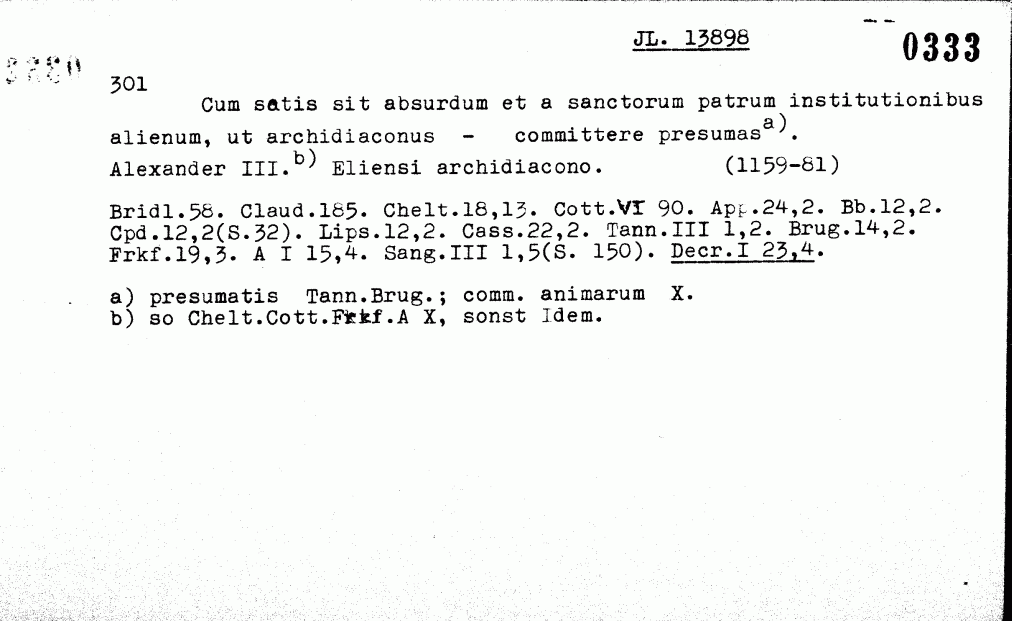 JL. 13898
0333
301
Cum satis sit absurdum et a sanctorum patrum institutionibus
alienum, ut archidiaconus - committere presumas a).
Alexander III. b) Eliensi archidiacono. (1159-81)
Bridl.58. Claud.185. Chelt.18,13. Cott.VI 90. App.24,2. Bb.12,2.
Cpd.12,2(S.32). Lips.12,2. Cass.22,2. Tann.III 1,2. Brug.14,2.
Frkf.19,3. A I 15,4. Sang.III 1,5(S. 150). Decr.I 23,4.
a) presumatis Tann.Brug.; comm. animarum X.
b) so Chelt.Cott.Frkf.A X, sonst Idem.